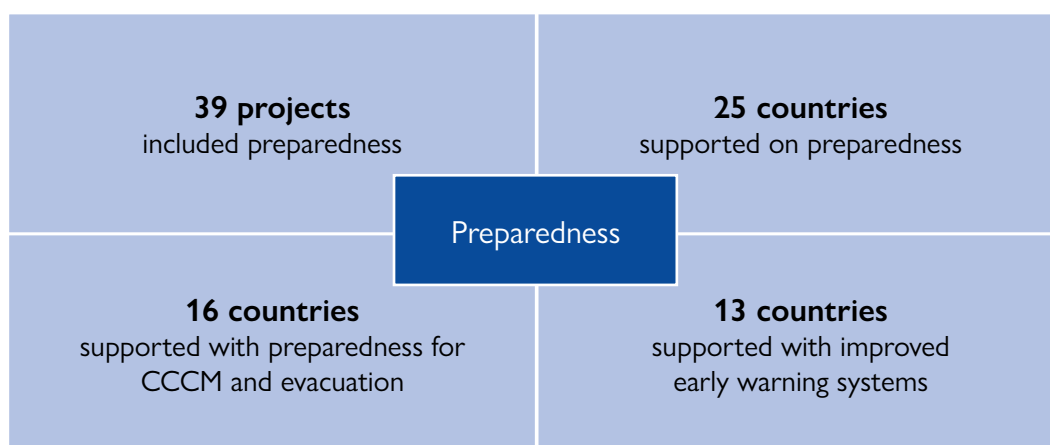 39 projects
included preparedness
25 countries
supported on preparedness
Preparedness
16 countries
supported with preparedness for
CCCM and evacuation
13 countries
supported with improved
early warning systems